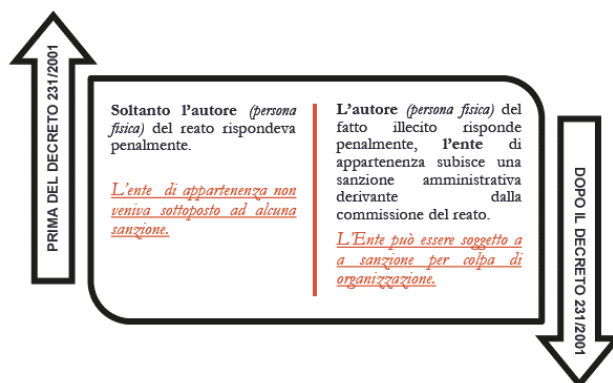 PRIMA DEL DECRETO 231/2001
Soltanto l'autore (persona
fisica) del reato rispondeva
penalmente.
L'ente di appartenenza non
veniva sottoposto ad alcuna
sanzione.
L'autore (persona fisica) del
fatto illecito risponde
penalmente, l'ente di
appartenenza subisce una
sanzione amministrativa
derivante dalla
commissione del reato.
L'Ente può essere soggetto a
a sanzione per colpa di
organizzazione.
DOPO IL DECRETO 231/2001